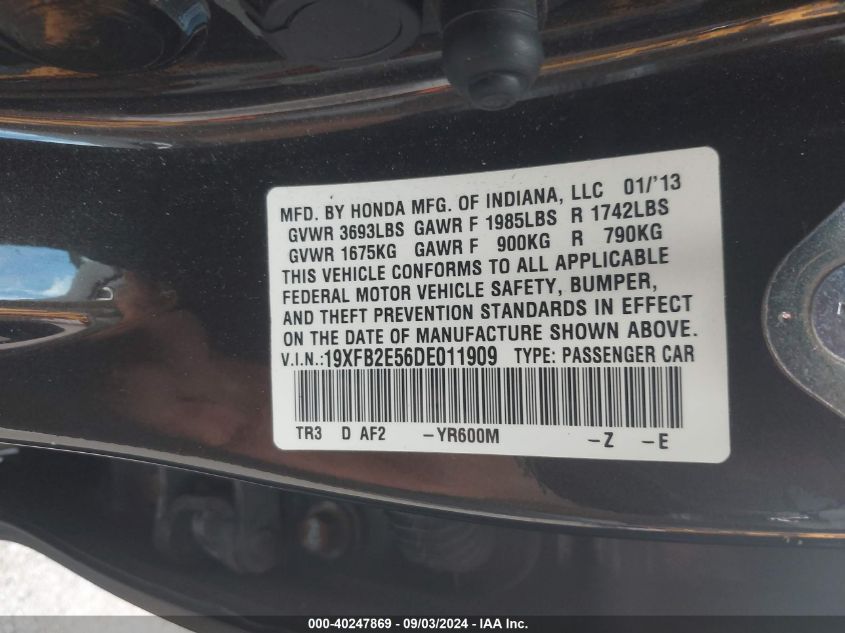 MFD. BY HONDA MFG. OF INDIANA, LLC 01/'13
GVWR 3693LBS GAWR F 1985LBS R 1742LBS
GVWR 1675KG GAWR F 900KG R 790KG
THIS VEHICLE CONFORMS TO ALL APPLICABLE
FEDERAL MOTOR VEHICLE SAFETY, BUMPER,
AND THEFT PREVENTION STANDARDS IN EFFECT
ON THE DATE OF MANUFACTURE SHOWN ABOVE.
V.I.N.:19XFB2E56DE011909 TYPE: PASSENGER CAR
TR3 D AF2 –YR600M –Z –E
000-40247869 - 09/03/2024 - IAA Inc.